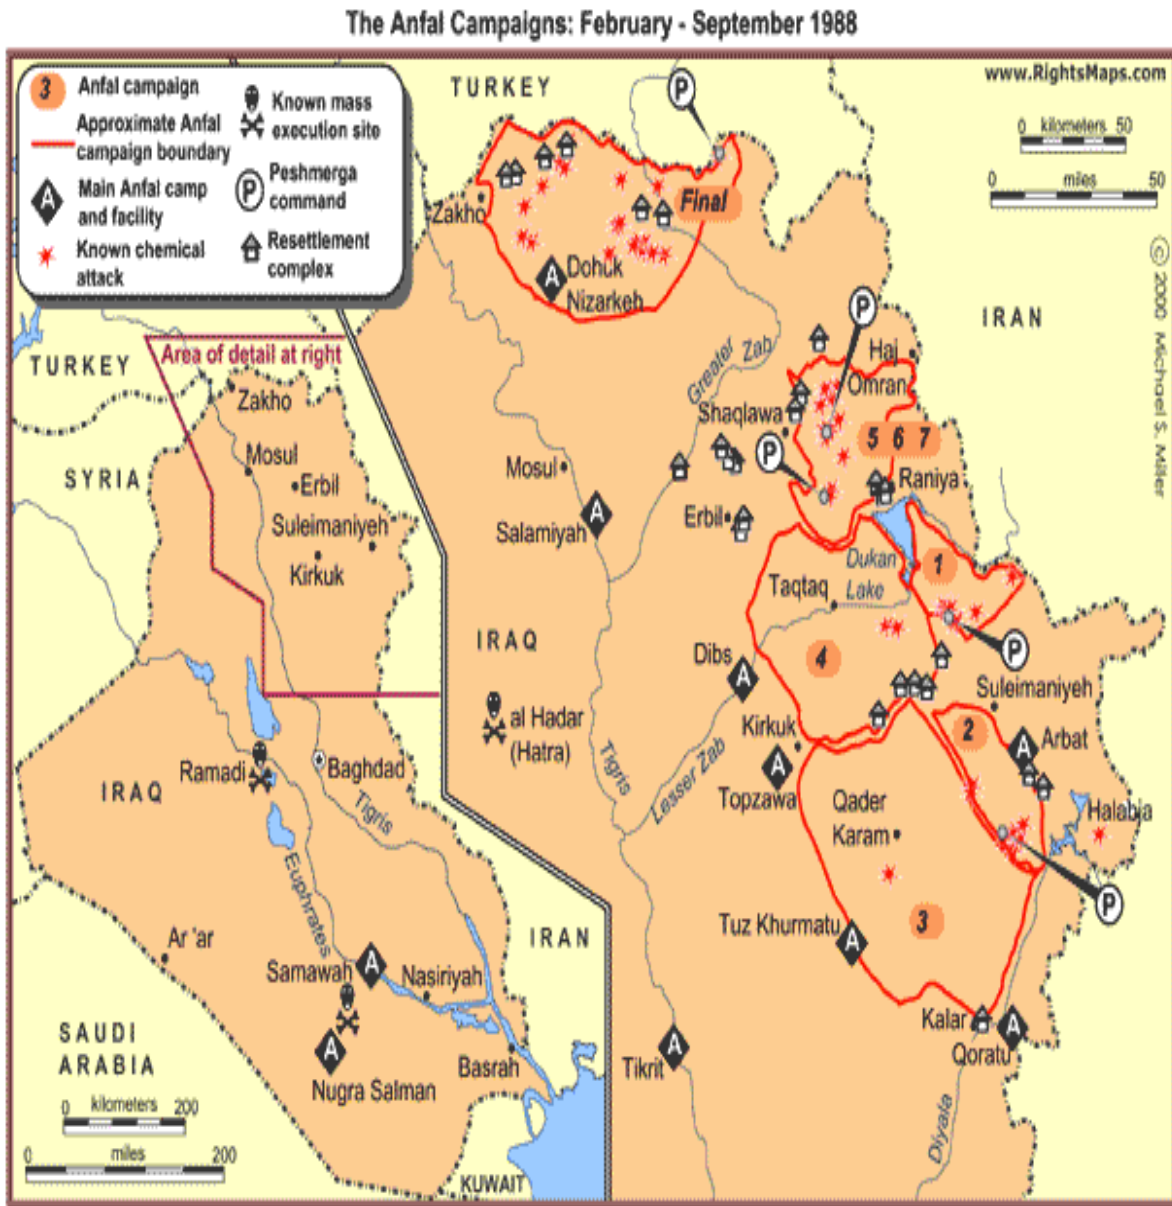 The Anfal Campaigns: February - September 1988
www.RightsMaps.com
3 Anfal campaign
Approximate Anfal
campaign boundary
A Main Anfal camp
and facility
Known chemical
attack
Known mass
execution site
P Peshmerga
command
Resettlement
complex
0 kilometers 50
0 miles 50
© 2000 Michael S. Miller
TURKEY
P
Zakho
Final
A Dohuk
Nizarkeh
IRAN
P
Haj
Omran
Greater Zab
Shaqlawa
5 6 7
P
Mosul
Raniya
A
Salamiyah
Erbil
Dukan
Lake
1
Taqtaq
IRAQ
4
P
Dibs
A
Suleimaniyeh
al Hadar
(Hatra)
Kirkuk
2
A Arbat
Tigris
Lesser Zab
A
Topzawa
Qader
Karam
Halabja
P
Tuz Khurmatu
A
3
Kalar
A
Qoratu
Tikrit
A
Diyala
Area of detail at right
TURKEY
Zakho
SYRIA
Mosul
Erbil
Suleimaniyeh
Kirkuk
IRAQ
Ramadi
Baghdad
Tigris
Euphrates
IRAN
Ar 'ar
Samawah
A
Nasiriyah
SAUDI
ARABIA
A
Nugra Salman
Basrah
0 kilometers 200
0 miles 200
KUWAIT